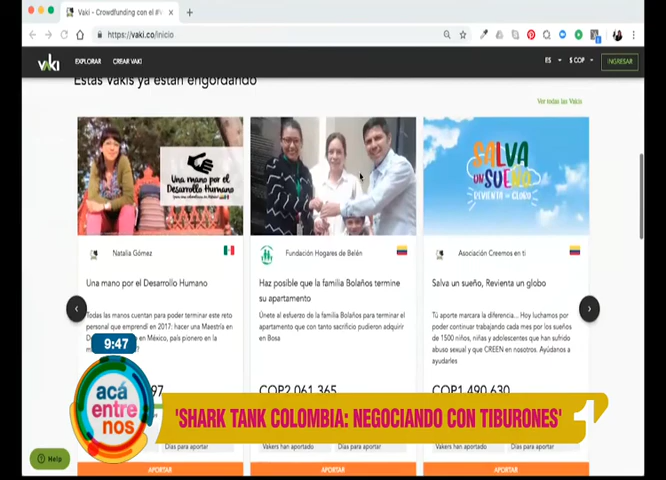 Vaki - Crowdfunding con el #V
https://vaki.co/inicio
vaki
EXPLORAR
CREAR VAKI
ES
$ COP
INGRESAR
Estas Vakis ya están engordando
Ver todas las Vakis
Una mano por el
Desarrollo Humano
SALVA
UN SUEÑO
REVIENTA UN GLOBO
Natalia Gómez
Una mano por el Desarrollo Humano
Todas las manos cuentan para poder terminar este reto
personal que emprendí en 2017: hacer una Maestría en
Fundación Hogares de Belén
Haz posible que la familia Bolaños termine
su apartamento
Únete al esfuerzo de la familia Bolaños para terminar el
apartamento que con tanto sacrificio pudieron adquirir
en Bosa
COP2.061.365
Vakers han aportado
Días para aportar
APORTAR
Asociación Creemos en ti
Salva un sueño, Revienta un globo
Tú aporte marcara la diferencia... Hoy luchamos por
poder continuar trabajando cada mes por los sueños
de 1500 niños, niñas y adolescentes que han sufrido
abuso sexual y que CREEN en nosotros. Ayúdanos a
ayudarles
COP1.490.630
Vakers han aportado
Días para aportar
APORTAR
97
Días para aportar
APORTAR
9:47
acá
entre
nos
'SHARK TANK COLOMBIA: NEGOCIANDO CON TIBURONES'
1
Help